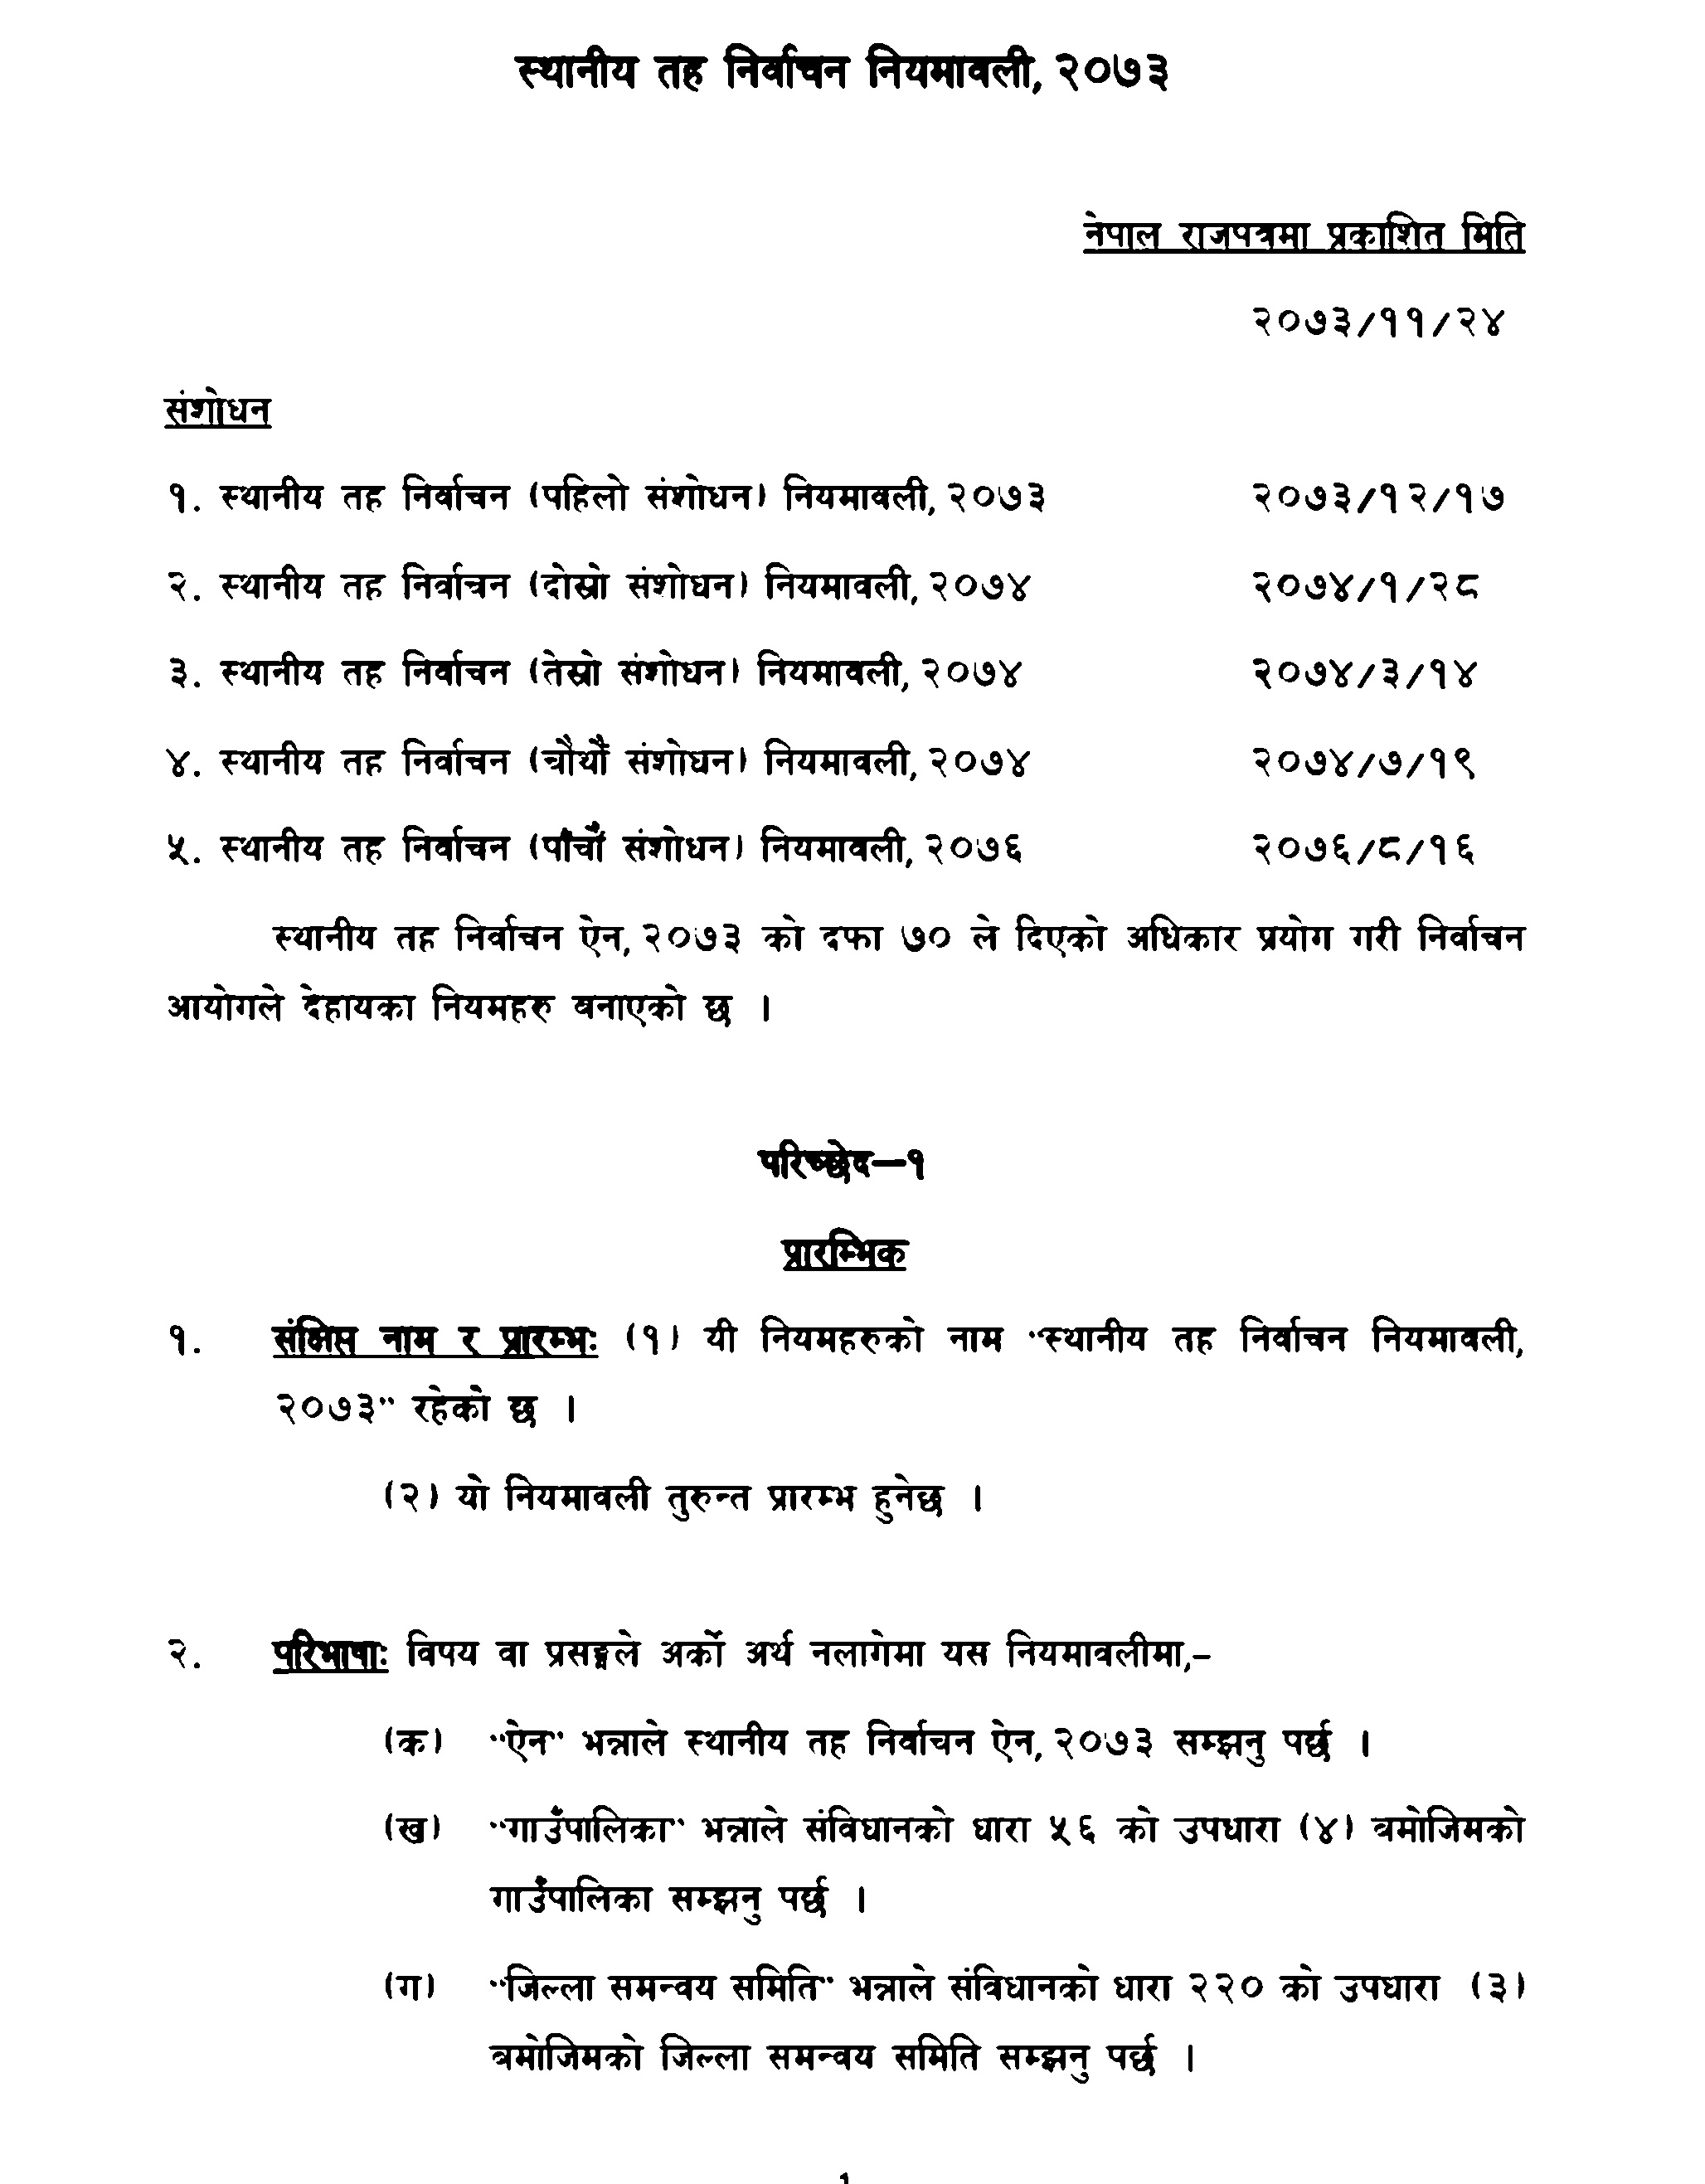 स्थानीय तह निर्वाचन नियमावली, २०७३
नेपाल राजपत्रमा प्रकाशित मिति
२०७३/११/२४
संशोधन
१. स्थानीय तह निर्वाचन (पहिलो संशोधन) नियमावली, २०७३ २०७३/१२/१७
२. स्थानीय तह निर्वाचन (दोस्रो संशोधन) नियमावली, २०७४ २०७४/१/२८
३. स्थानीय तह निर्वाचन (तेस्रो संशोधन) नियमावली, २०७४ २०७४/३/१४
४. स्थानीय तह निर्वाचन (चौथौं संशोधन) नियमावली, २०७४ २०७४/७/१९
५. स्थानीय तह निर्वाचन (पाँचौं संशोधन) नियमावली, २०७६ २०७६/८/१६
स्थानीय तह निर्वाचन ऐन, २०७३ को दफा ७० ले दिएको अधिकार प्रयोग गरी निर्वाचन
आयोगले देहायका नियमहरु बनाएको छ ।
परिच्छेद–१
प्रारम्भिक
१. संक्षिप्त नाम र प्रारम्भः (१) यी नियमहरुको नाम "स्थानीय तह निर्वाचन नियमावली,
२०७३" रहेको छ ।
(२) यो नियमावली तुरुन्त प्रारम्भ हुनेछ ।
२. परिभाषाः विषय वा प्रसङ्गले अर्को अर्थ नलागेमा यस नियमावलीमा,–
(क) "ऐन" भन्नाले स्थानीय तह निर्वाचन ऐन, २०७३ सम्झनु पर्छ ।
(ख) "गाउँपालिका" भन्नाले संविधानको धारा ५६ को उपधारा (४) बमोजिमको
गाउँपालिका सम्झनु पर्छ ।
(ग) "जिल्ला समन्वय समिति" भन्नाले संविधानको धारा २२० को उपधारा (३)
बमोजिमको जिल्ला समन्वय समिति सम्झनु पर्छ ।